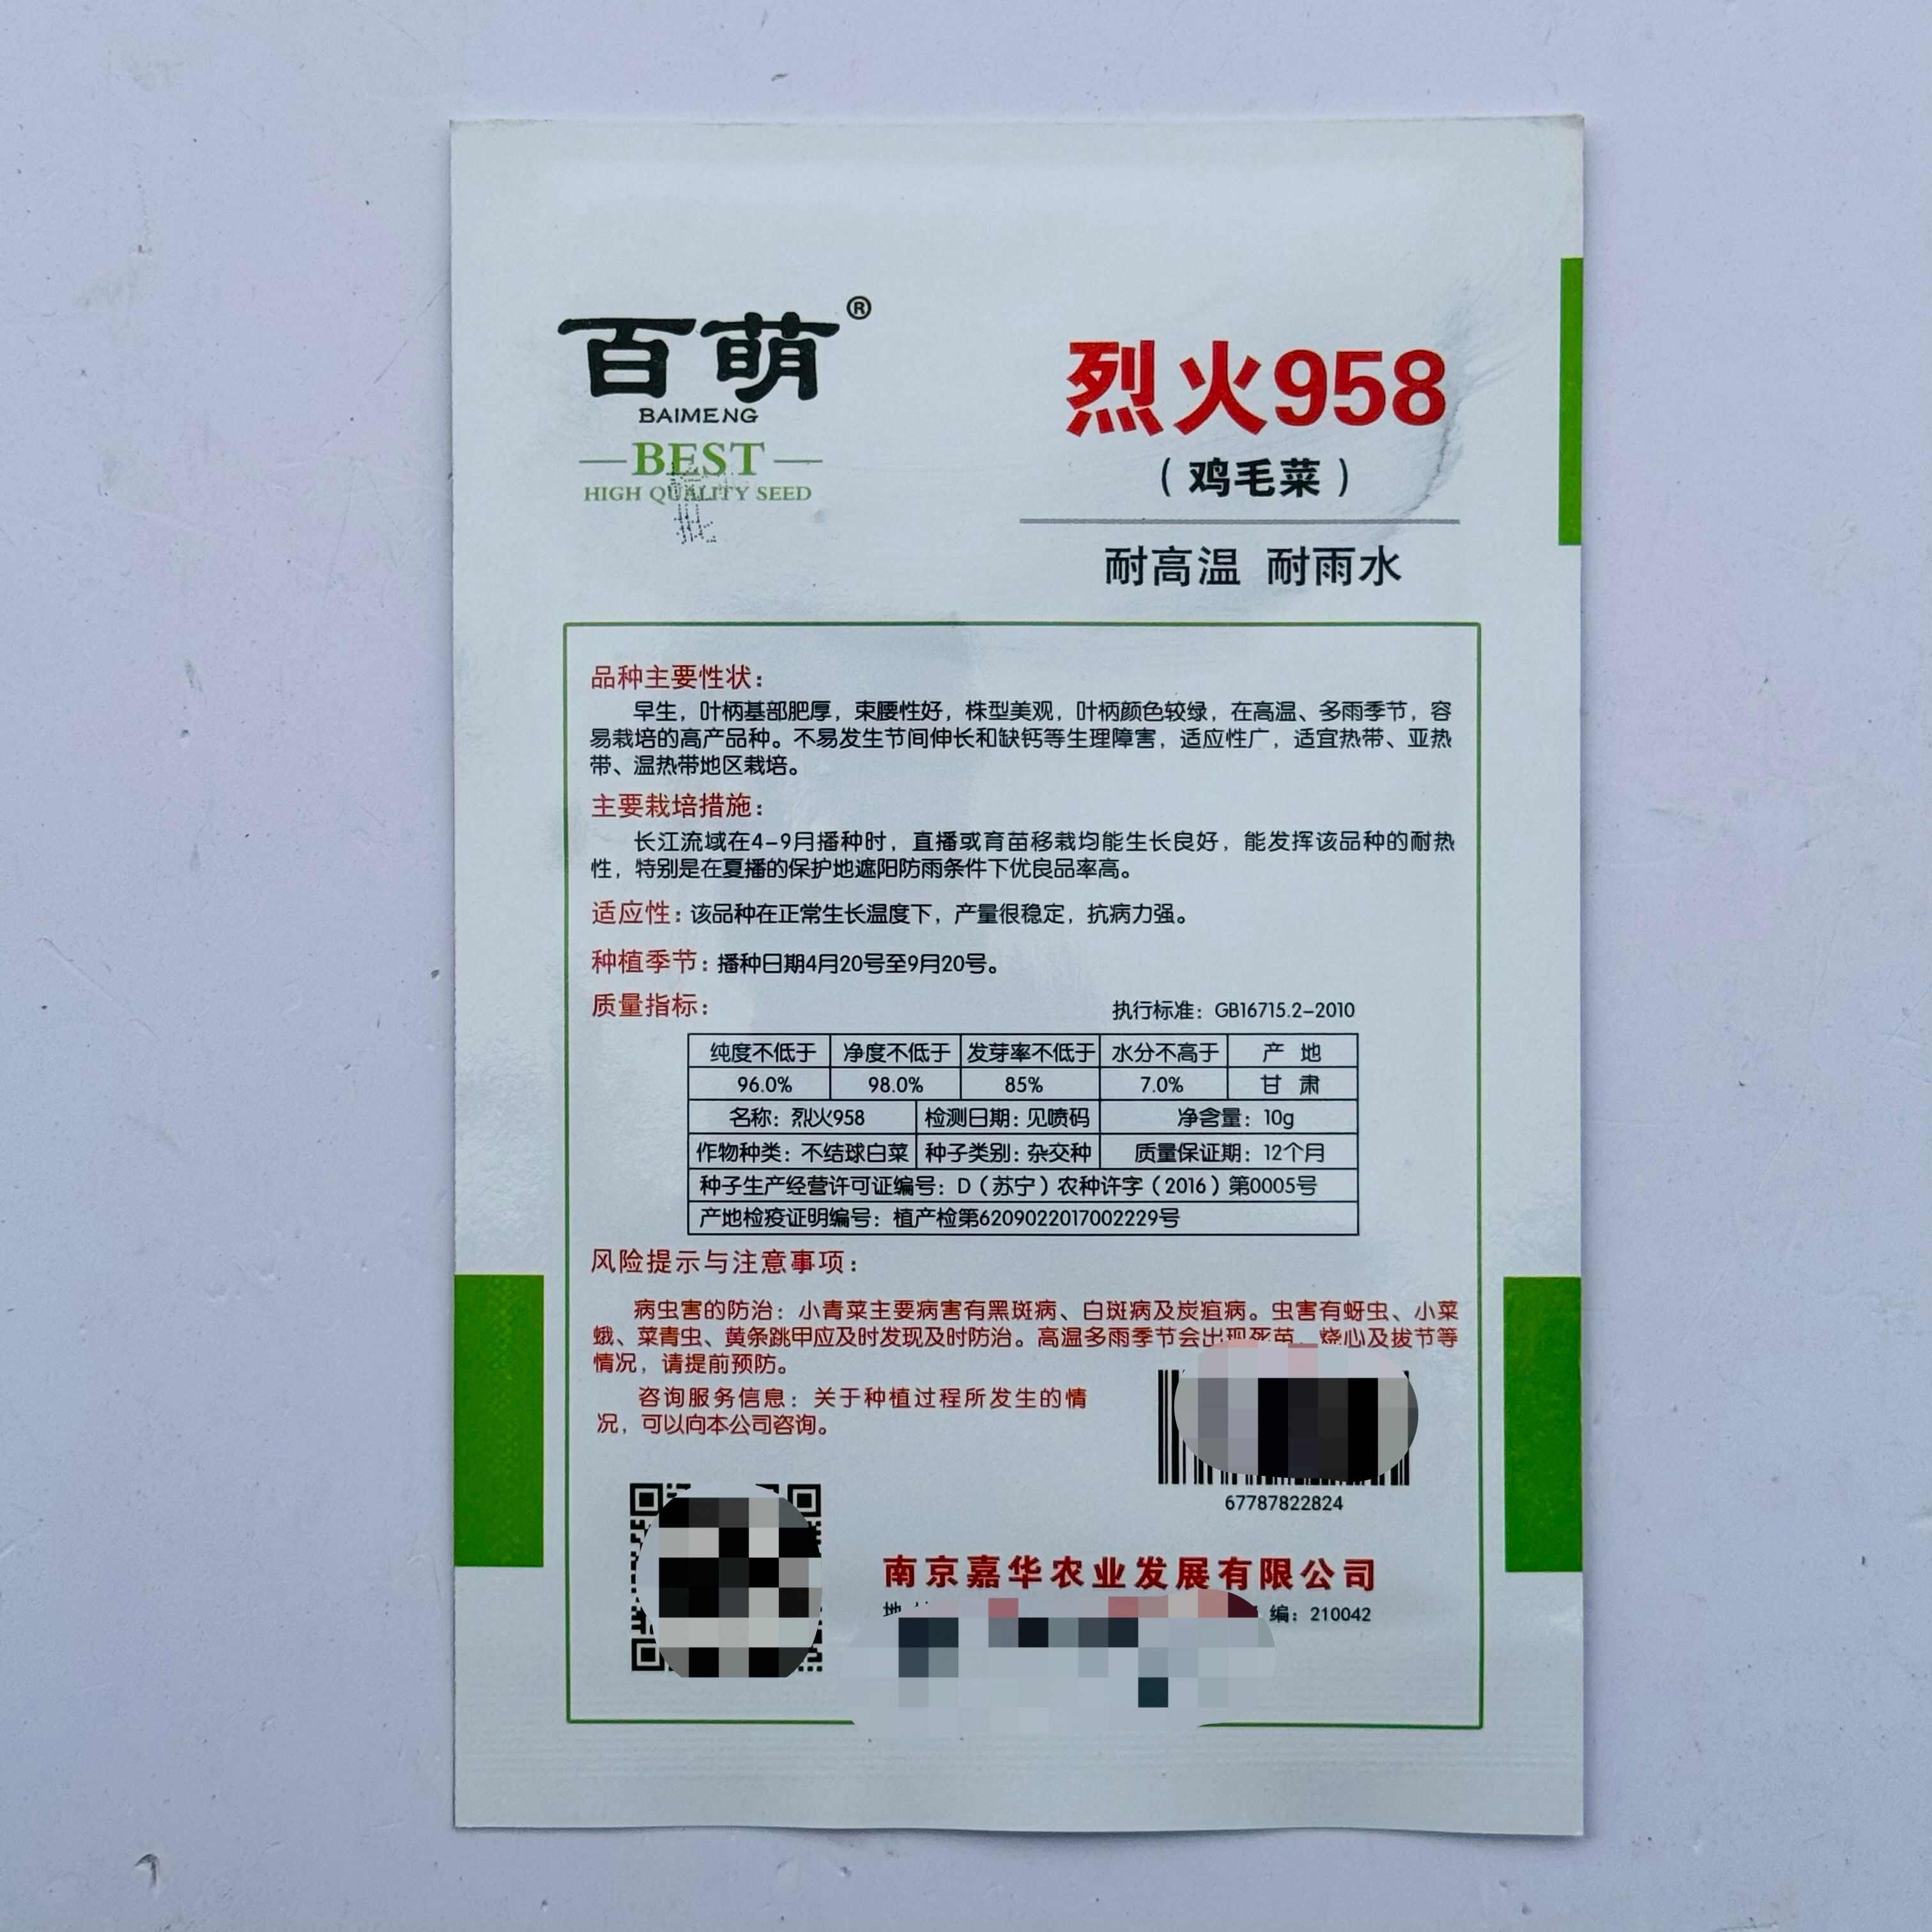 百萌®
BAIMENG
BEST
HIGH QUALITY SEED
烈火958
（鸡毛菜）
耐高温 耐雨水
品种主要性状：
早生，叶柄基部肥厚，束腰性好，株型美观，叶柄颜色较绿，在高温、多雨季节，容
易栽培的高产品种。不易发生节间伸长和缺钙等生理障害，适应性广，适宜热带、亚热
带、温热带地区栽培。
主要栽培措施：
长江流域在4-9月播种时，直播或育苗移栽均能生长良好，能发挥该品种的耐热
性，特别是在夏播的保护地遮阳防雨条件下优良品率高。
适应性：该品种在正常生长温度下，产量很稳定，抗病力强。
种植季节：播种日期4月20号至9月20号。
质量指标： 执行标准：GB16715.2-2010
纯度不低于 净度不低于 发芽率不低于 水分不高于 产 地
96.0% 98.0% 85% 7.0% 甘 肃
名称：烈火958 检测日期：见喷码 净含量：10g
作物种类：不结球白菜 种子类别：杂交种 质量保证期：12个月
种子生产经营许可证编号：D（苏宁）农种许字（2016）第0005号
产地检疫证明编号：植产检第6209022017002229号
风险提示与注意事项：
病虫害的防治：小青菜主要病害有黑斑病、白斑病及炭疽病。虫害有蚜虫、小菜
蛾、菜青虫、黄条跳甲应及时发现及时防治。高温多雨季节会出现死苗、烧心及拔节等
情况，请提前预防。
咨询服务信息：关于种植过程所发生的情
况，可以向本公司咨询。
67787822824
南京嘉华农业发展有限公司
编：210042